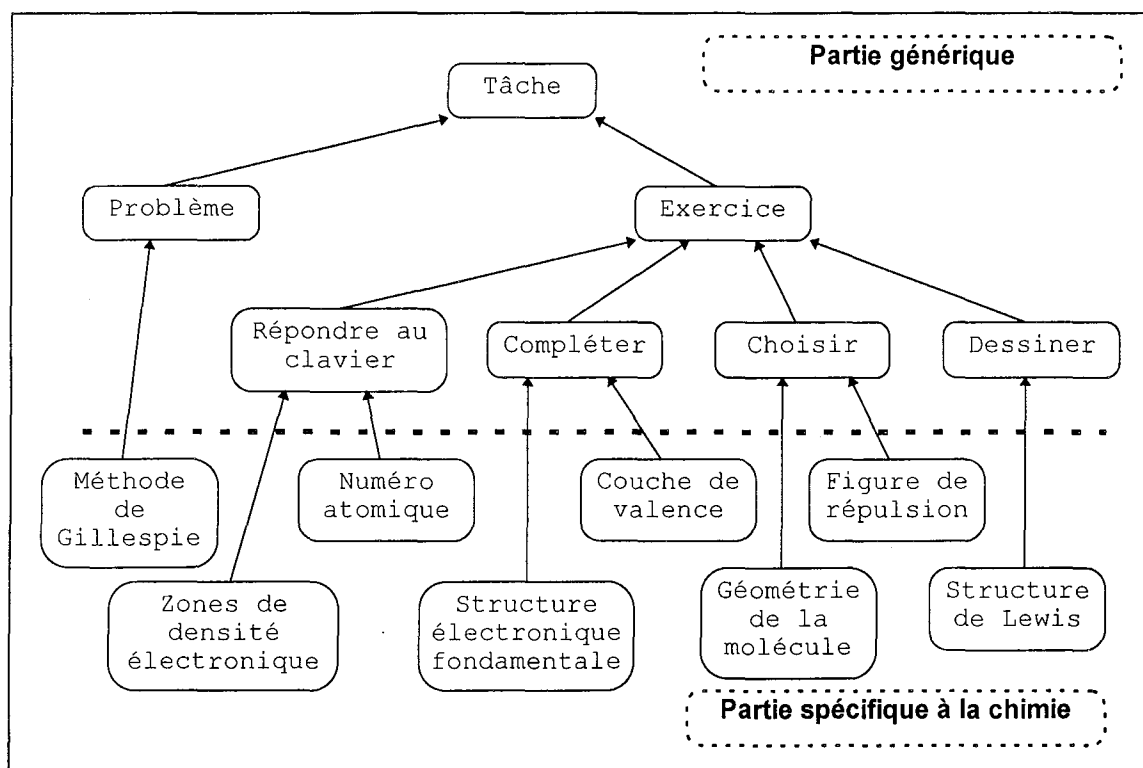 Partie générique
Tâche
Problème
Exercice
Répondre au
clavier
Compléter
Choisir
Dessiner
Méthode
de
Gillespie
Numéro
atomique
Couche de
valence
Figure de
répulsion
Zones de
densité
électronique
Structure
électronique
fondamentale
Géométrie
de la
molécule
Structure
de Lewis
Partie spécifique à la chimie